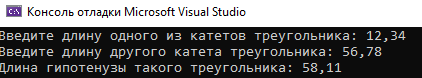 Консоль отладки Microsoft Visual Studio
Введите длину одного из катетов треугольника: 12,34
Введите длину другого катета треугольника: 56,78
Длина гипотенузы такого треугольника: 58,11